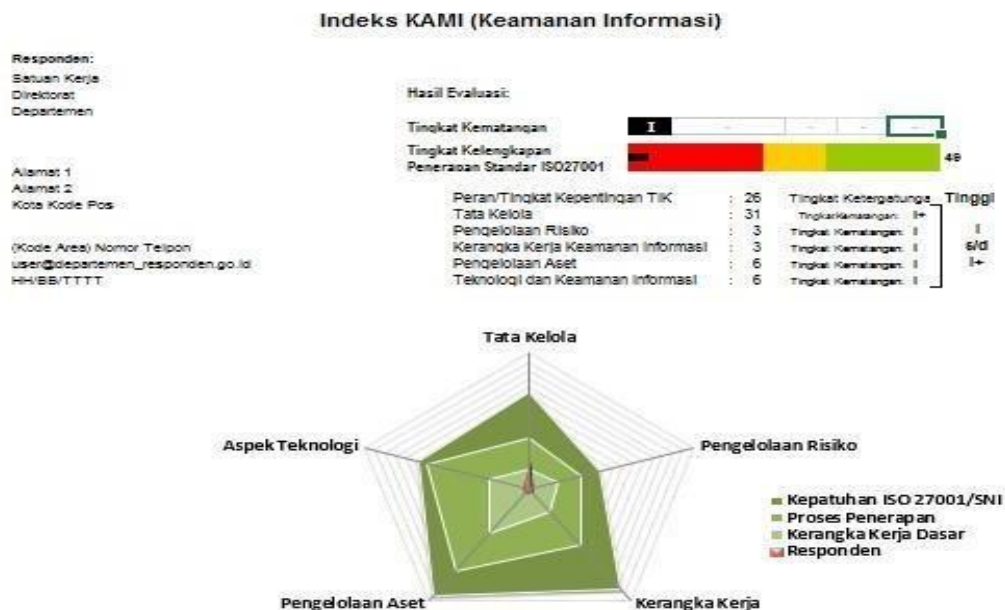 Indeks KAMI (Keamanan Informasi)
Responden:
Satuan Kerja
Direktorat
Departemen
Alamat 1
Alamat 2
Kota Kode Pos
(Kode Area) Nomor Telpon
user@departemen_responden.go.id
HH/BB/TTTT
Hasil Evaluasi:
Tingkat Kematangan I - - - -
Tingkat Kelengkapan
Penerapan Standar ISO27001 49
Peran/Tingkat Kepentingan TIK : 26 Tingkat Ketergatunga Tinggi
Tata Kelola : 31 Tingkat Kematangan: I+
Pengelolaan Risiko : 3 Tingkat Kematangan: I I
Kerangka Kerja Keamanan Informasi : 3 Tingkat Kematangan: I s/d
Pengelolaan Aset : 6 Tingkat Kematangan: I I+
Teknologi dan Keamanan Informasi : 6 Tingkat Kematangan: I
Tata Kelola
Aspek Teknologi
Pengelolaan Risiko
Kepatuhan ISO 27001/SNI
Proses Penerapan
Kerangka Kerja Dasar
Responden
Pengelolaan Aset
Kerangka Kerja